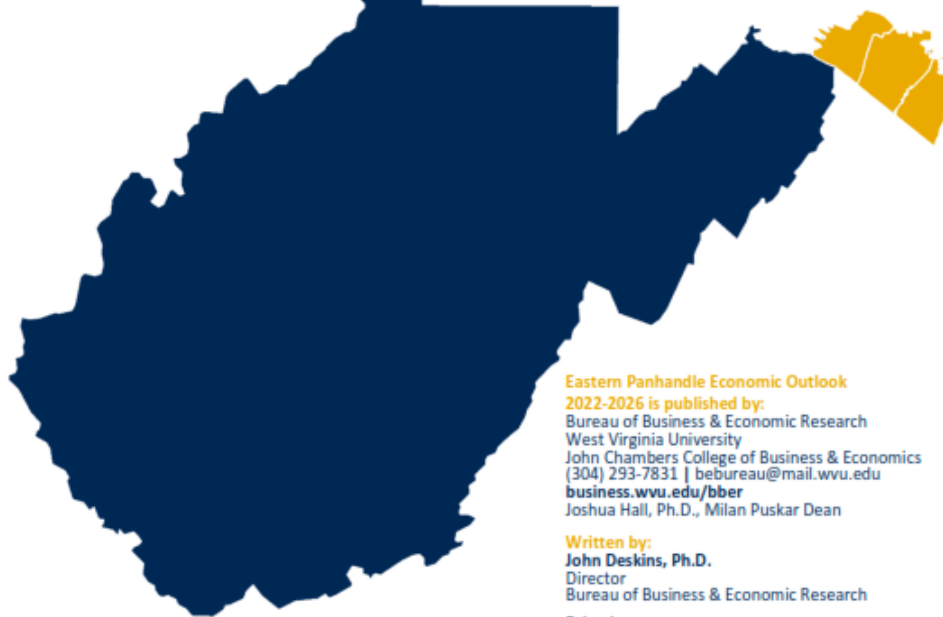 Eastern Panhandle Economic Outlook
2022-2026 is published by:
Bureau of Business & Economic Research
West Virginia University
John Chambers College of Business & Economics
(304) 293-7831 | bebureau@mail.wvu.edu
business.wvu.edu/bber
Joshua Hall, Ph.D., Milan Puskar Dean
Written by:
John Deskins, Ph.D.
Director
Bureau of Business & Economic Research